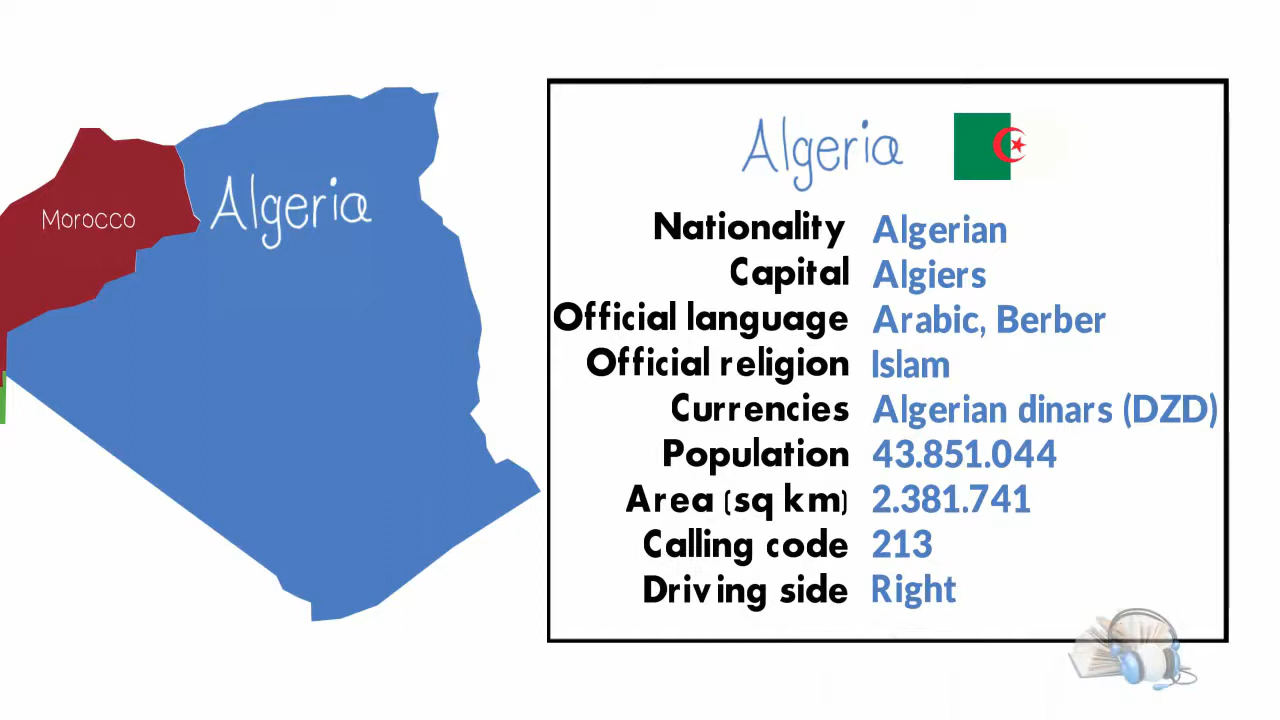 Morocco
Algeria
Algeria
Nationality Algerian
Capital Algiers
Official language Arabic, Berber
Official religion Islam
Currencies Algerian dinars (DZD)
Population 43.851.044
Area (sq km) 2.381.741
Calling code 213
Driving side Right